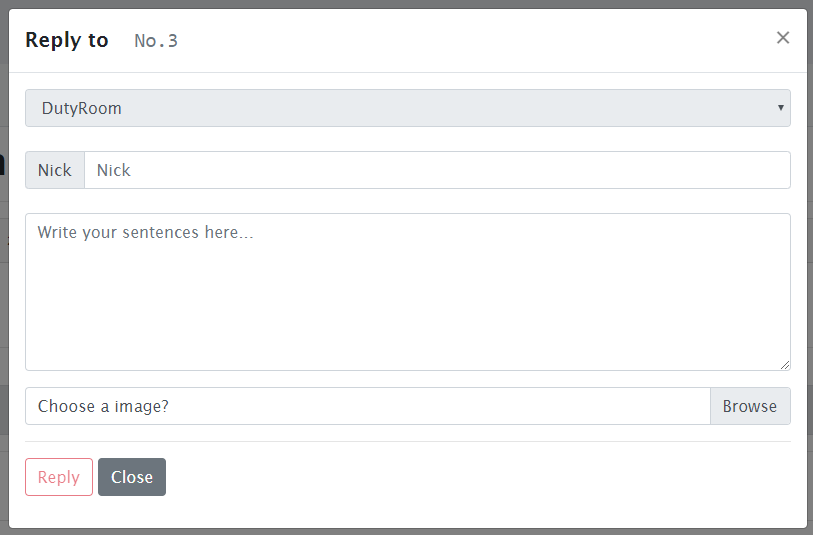 Reply to No.3
×
DutyRoom
Nick Nick
Write your sentences here...
Choose a image? Browse
Reply Close